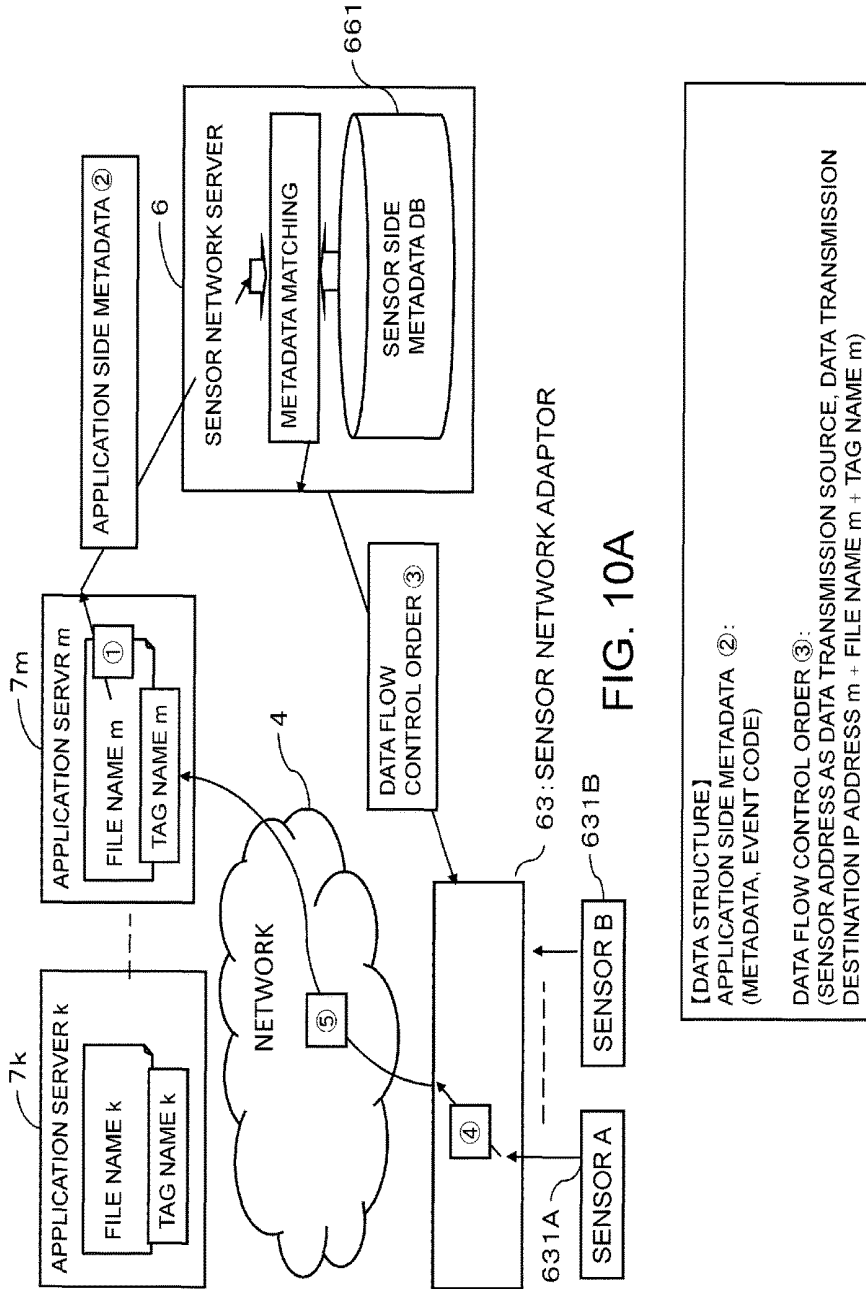 7k
APPLICATION SERVER k
FILE NAME k
TAG NAME k
7m
APPLICATION SERVR m
FILE NAME m
①
TAG NAME m
APPLICATION SIDE METADATA ②
6
SENSOR NETWORK SERVER
METADATA MATCHING
SENSOR SIDE
METADATA DB
661
4
NETWORK
⑤
DATA FLOW
CONTROL ORDER ③
63:SENSOR NETWORK ADAPTOR
④
631A
SENSOR A
631B
SENSOR B
FIG. 10A
【DATA STRUCTURE】
APPLICATION SIDE METADATA ②:
(METADATA, EVENT CODE)
DATA FLOW CONTROL ORDER ③:
(SENSOR ADDRESS AS DATA TRANSMISSION SOURCE, DATA TRANSMISSION
DESTINATION IP ADDRESS m + FILE NAME m + TAG NAME m)